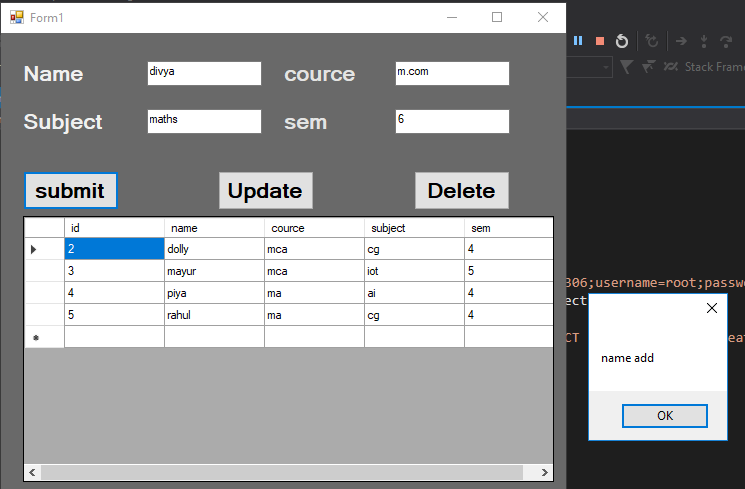 Form1
Name divya cource m.com
Subject maths sem 6
submit Update Delete
id name cource subject sem
2 dolly mca cg 4
3 mayur mca iot 5
4 piya ma ai 4
5 rahul ma cg 4
Stack Frame
306;username=root;passw
ect
CT
eat
name add
OK